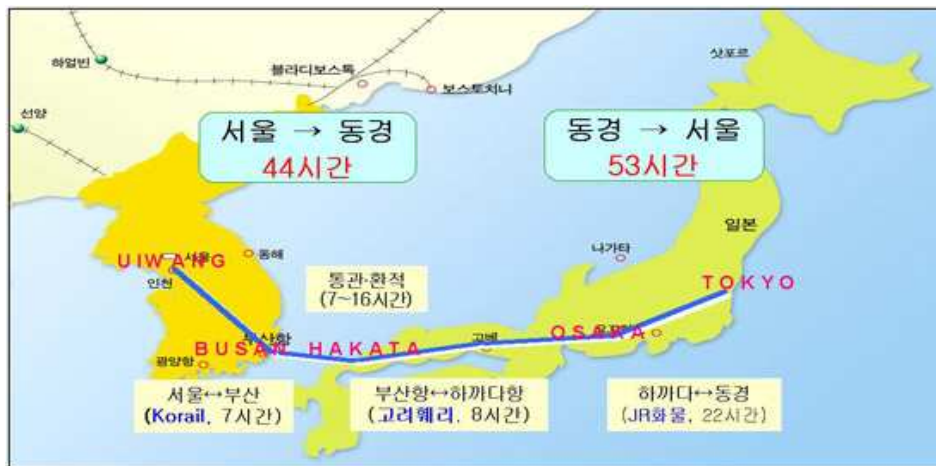 하얼빈
블라디보스톡
보스토치니
삿포르
선양
서울 → 동경
44시간
동경 → 서울
53시간
일본
나가타
서울
동해
UIWANG
인천
통관·환적
(7~16시간)
TOKYO
고베
OSAKA
부산항
BUSAN HAKATA
광양항
서울↔부산
(Korail, 7시간)
부산항↔하까다항
(고려훼리, 8시간)
하까다↔동경
(JR화물, 22시간)